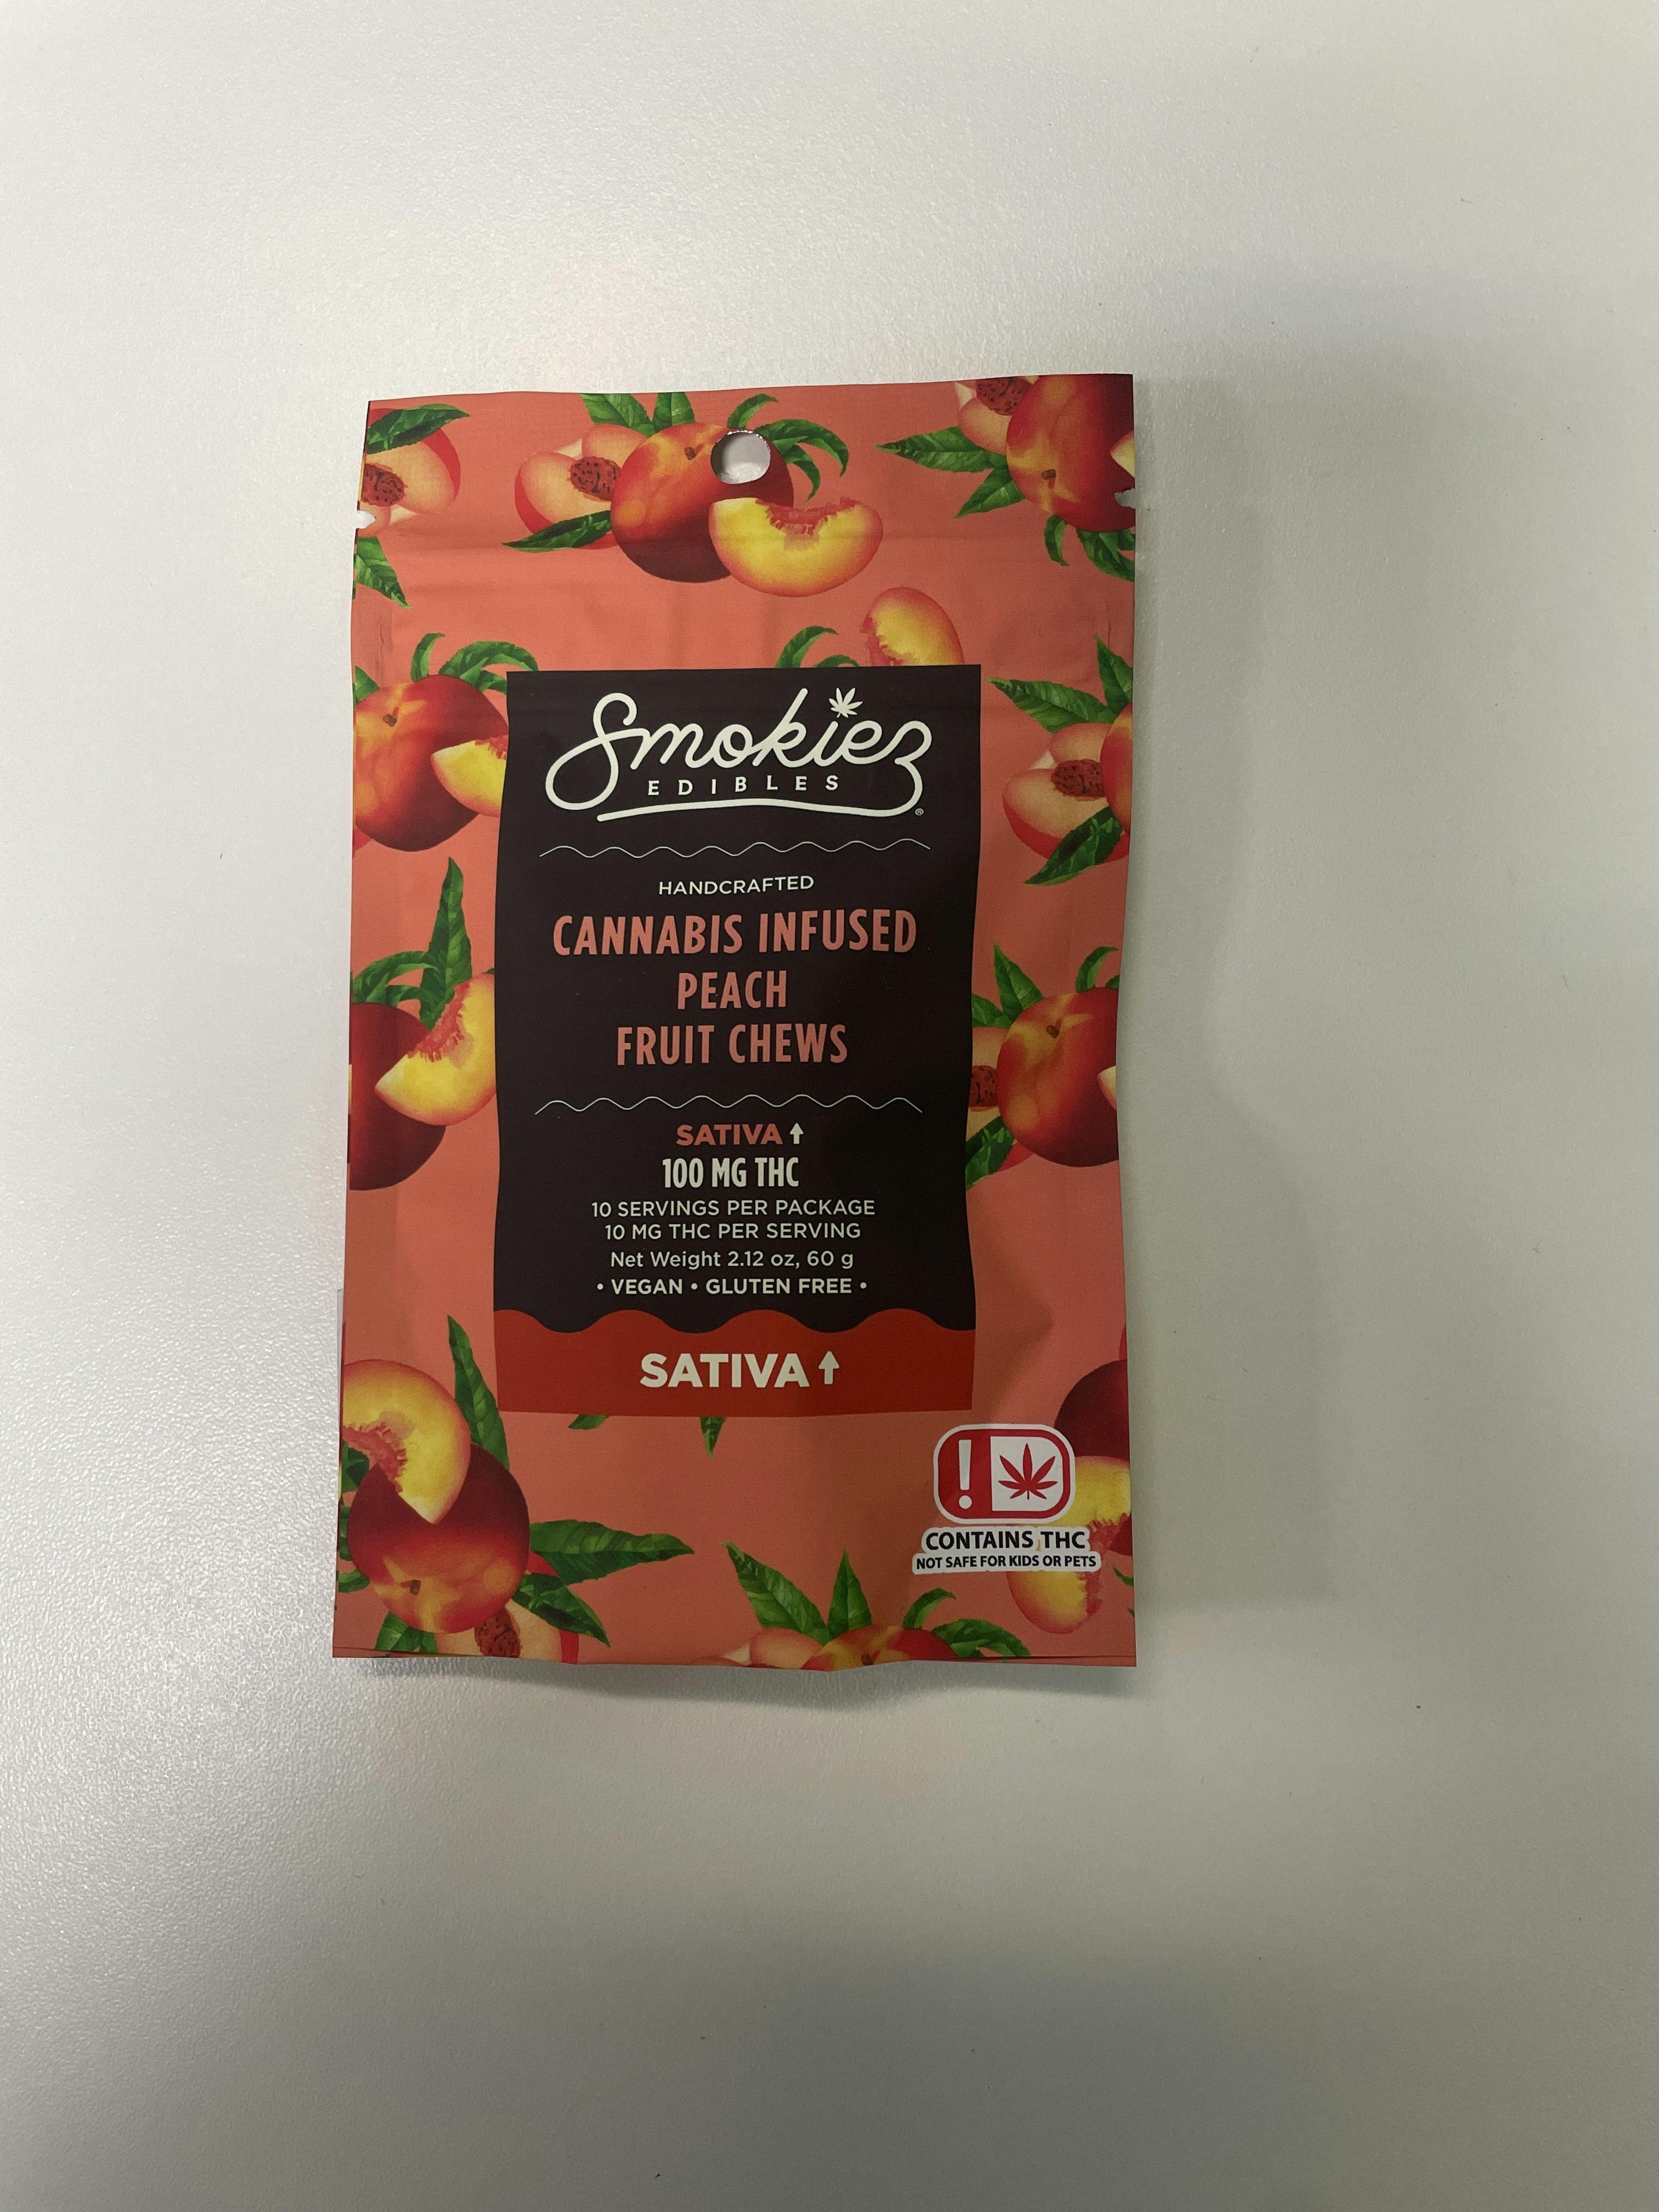 Smokiez
EDIBLES
®
HANDCRAFTED
CANNABIS INFUSED
PEACH
FRUIT CHEWS
SATIVA ↑
100 MG THC
10 SERVINGS PER PACKAGE
10 MG THC PER SERVING
Net Weight 2.12 oz, 60 g
• VEGAN • GLUTEN FREE •
SATIVA ↑
!
CONTAINS THC
NOT SAFE FOR KIDS OR PETS